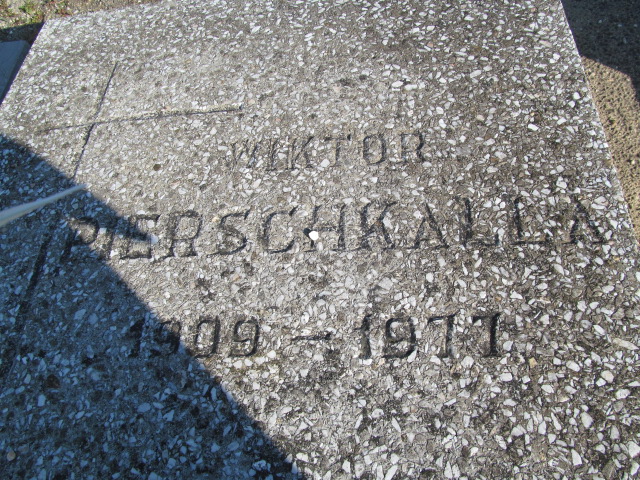 WIKTOR
PIERSCHKALLA
1909 - 1977